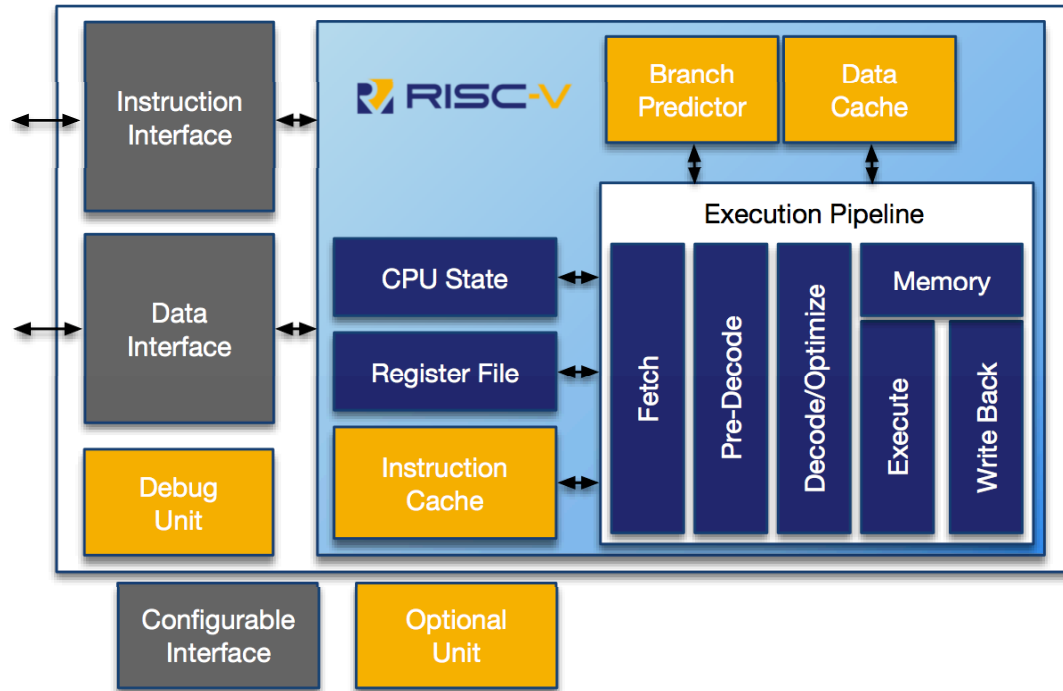 Instruction
Interface
Data
Interface
Debug
Unit
RISC-V
Branch
Predictor
Data
Cache
CPU State
Register File
Instruction
Cache
Execution Pipeline
Fetch
Pre-Decode
Decode/Optimize
Memory
Execute
Write Back
Configurable
Interface
Optional
Unit